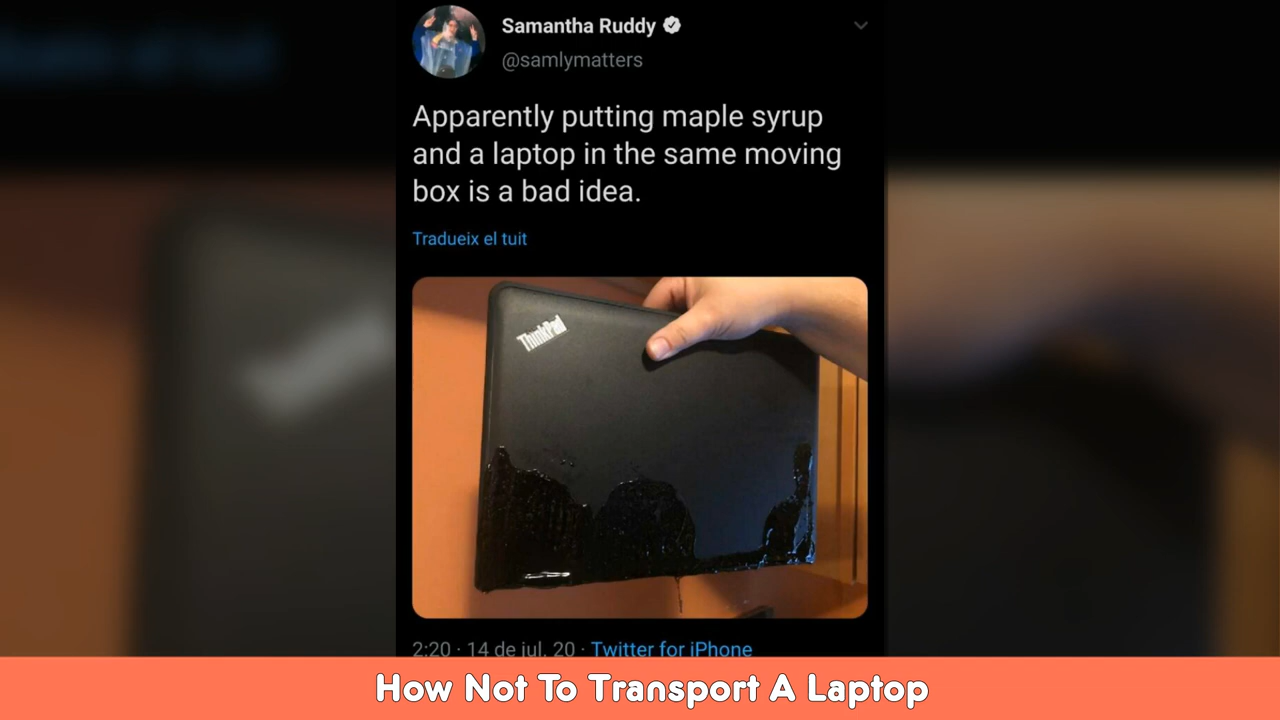 Samantha Ruddy
@samlymatters
Apparently putting maple syrup
and a laptop in the same moving
box is a bad idea.
Tradueix el tuit
ThinkPad
2:20 · 14 de jul. 20 · Twitter for iPhone
How Not To Transport A Laptop